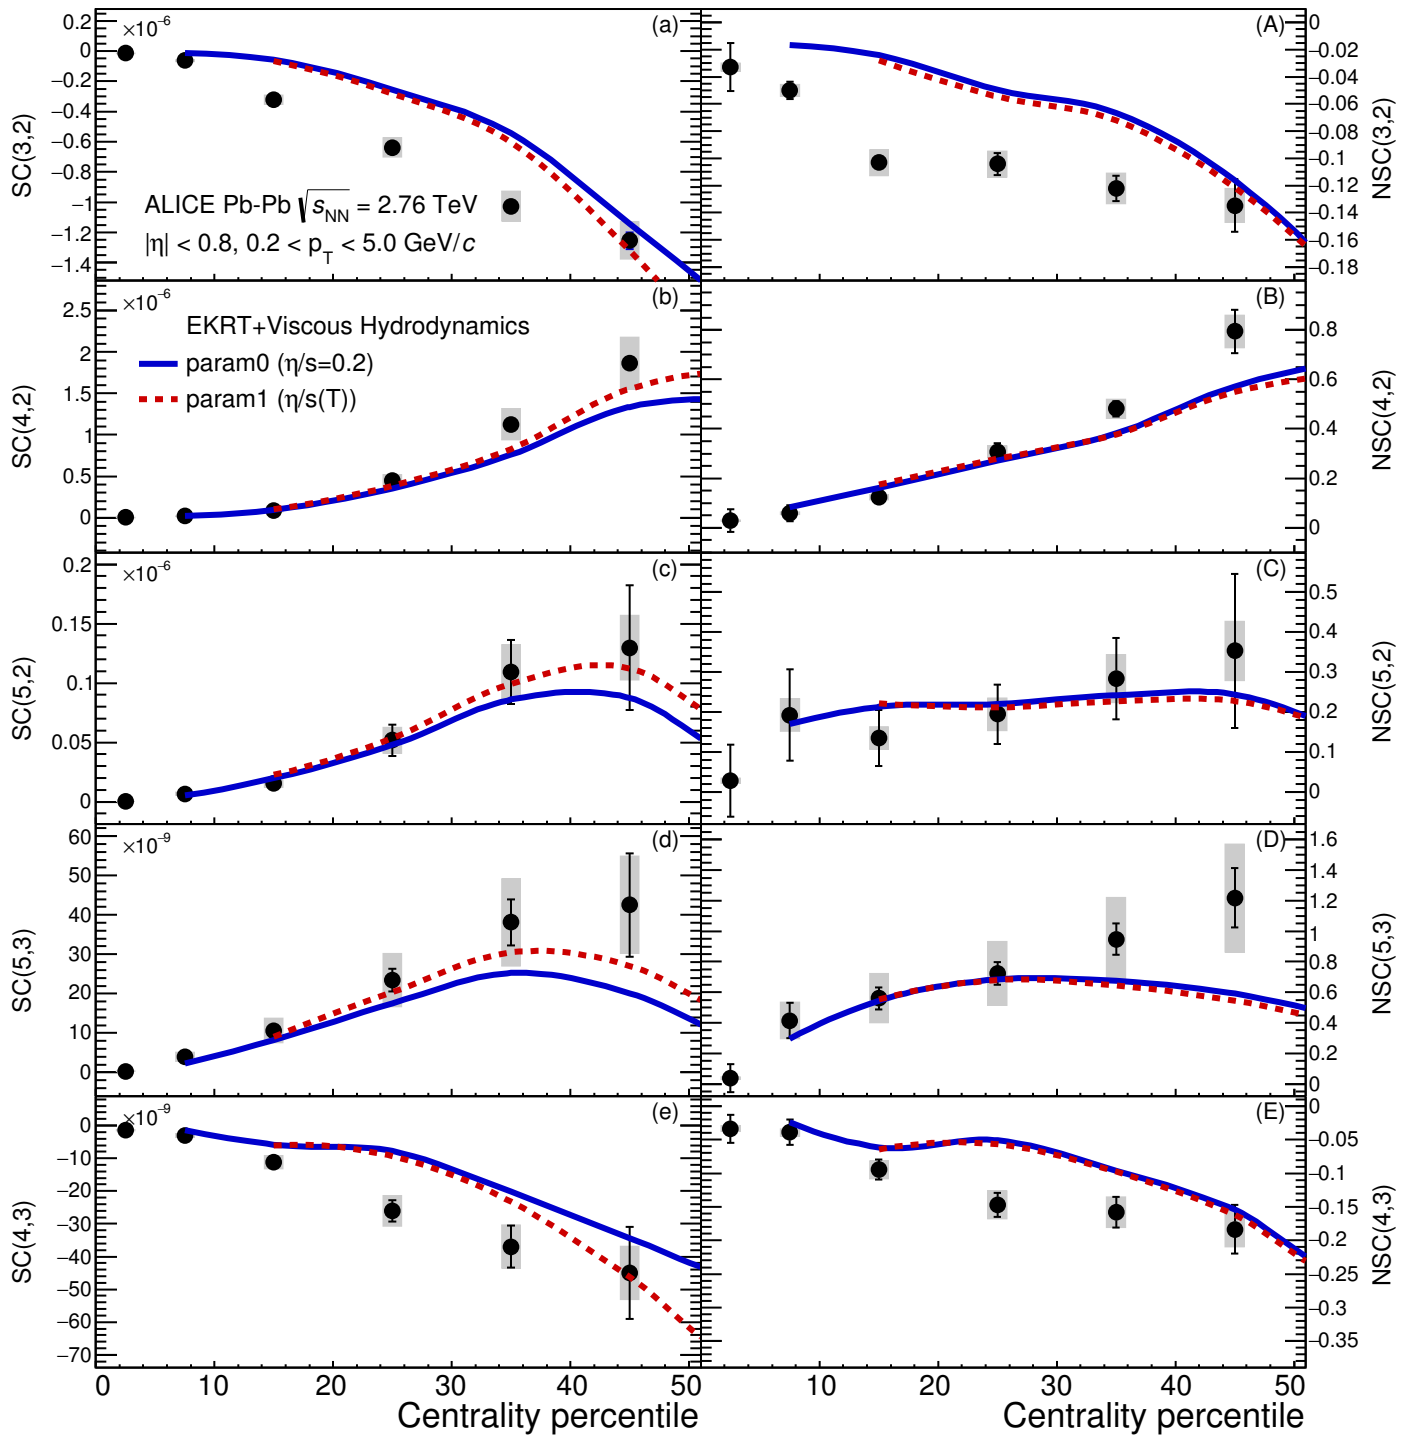 ×10⁻⁶
(a)
0.2
0
−0.2
−0.4
−0.6
−0.8
−1
−1.2
−1.4
SC(3,2)
ALICE Pb-Pb √s_NN = 2.76 TeV
|η| < 0.8, 0.2 < p_T < 5.0 GeV/c
(A)
0
−0.02
−0.04
−0.06
−0.08
−0.1
−0.12
−0.14
−0.16
−0.18
NSC(3,2)
×10⁻⁶
(b)
2.5
2
1.5
1
0.5
0
SC(4,2)
EKRT+Viscous Hydrodynamics
param0 (η/s=0.2)
param1 (η/s(T))
(B)
0.8
0.6
0.4
0.2
0
NSC(4,2)
×10⁻⁶
(c)
0.2
0.15
0.1
0.05
0
SC(5,2)
(C)
0.5
0.4
0.3
0.2
0.1
0
NSC(5,2)
×10⁻⁹
(d)
60
50
40
30
20
10
0
SC(5,3)
(D)
1.6
1.4
1.2
1
0.8
0.6
0.4
0.2
0
NSC(5,3)
×10⁻⁹
(e)
0
−10
−20
−30
−40
−50
−60
−70
SC(4,3)
(E)
0
−0.05
−0.1
−0.15
−0.2
−0.25
−0.3
−0.35
NSC(4,3)
0 10 20 30 40 50
10 20 30 40 50
Centrality percentile
Centrality percentile